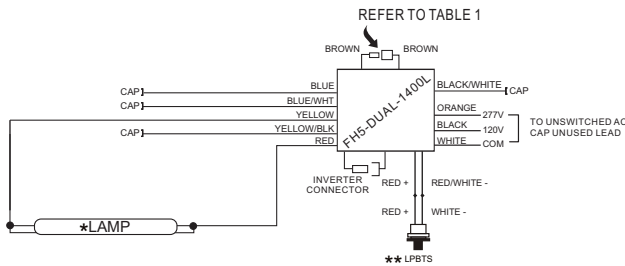 REFER TO TABLE 1
BROWN BROWN
BLUE
BLACK/WHITE
CAP
CAP
BLUE/WHT
CAP
YELLOW
ORANGE
277V
YELLOW/BLK
CAP
BLACK
120V
TO UNSWITCHED AC
CAP UNUSED LEAD
RED
WHITE
COM
FH5-DUAL-1400L
INVERTER
CONNECTOR
RED + RED/WHITE -
RED + WHITE -
*LAMP
** LPBTS